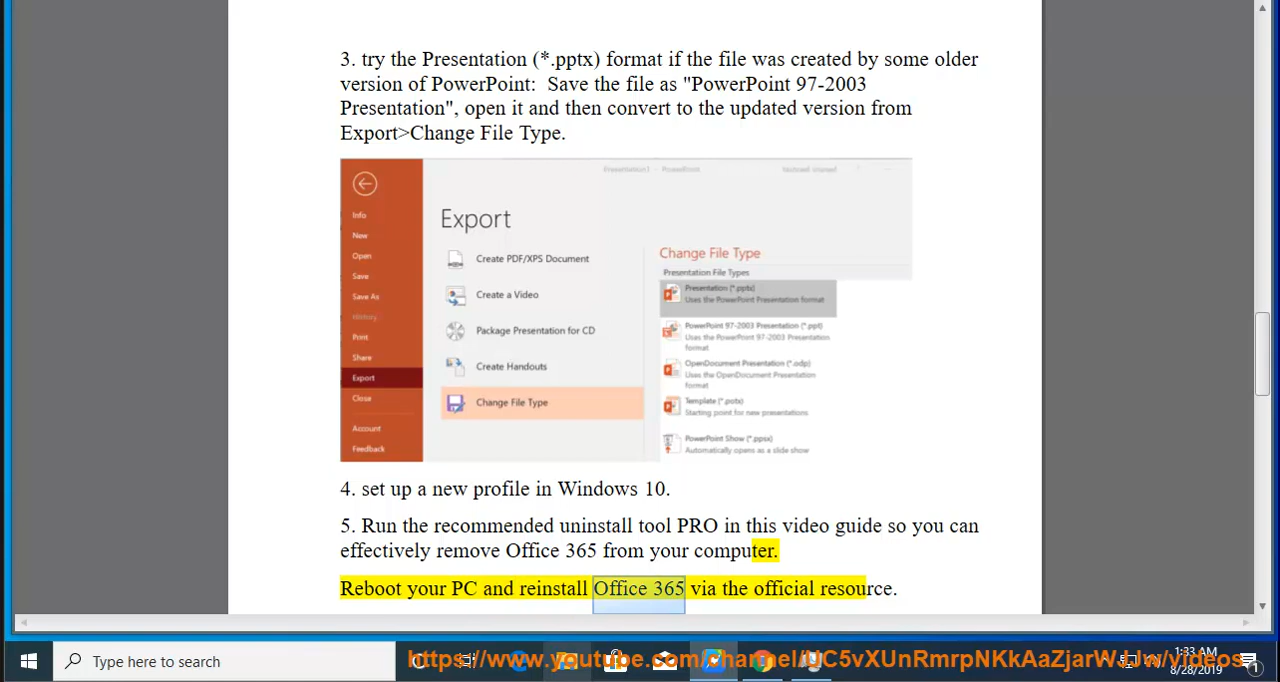 3. try the Presentation (*.pptx) format if the file was created by some older
version of PowerPoint:  Save the file as "PowerPoint 97-2003
Presentation", open it and then convert to the updated version from
Export>Change File Type.
Presentation1 - PowerPoint
Info
New
Open
Save
Save As
History
Print
Share
Export
Close
Account
Feedback
Export
Create PDF/XPS Document
Create a Video
Package Presentation for CD
Create Handouts
Change File Type
Change File Type
Presentation File Types
Presentation (*.pptx)
Uses the PowerPoint Presentation format
PowerPoint 97-2003 Presentation (*.ppt)
Uses the PowerPoint 97-2003 Presentation
format
OpenDocument Presentation (*.odp)
Uses the OpenDocument Presentation
format
Template (*.potx)
Starting point for new presentations
PowerPoint Show (*.ppsx)
Automatically opens as a slide show
4. set up a new profile in Windows 10.
5. Run the recommended uninstall tool PRO in this video guide so you can
effectively remove Office 365 from your computer.
Reboot your PC and reinstall Office 365 via the official resource.
Type here to search
1:33 AM
8/28/2019
1